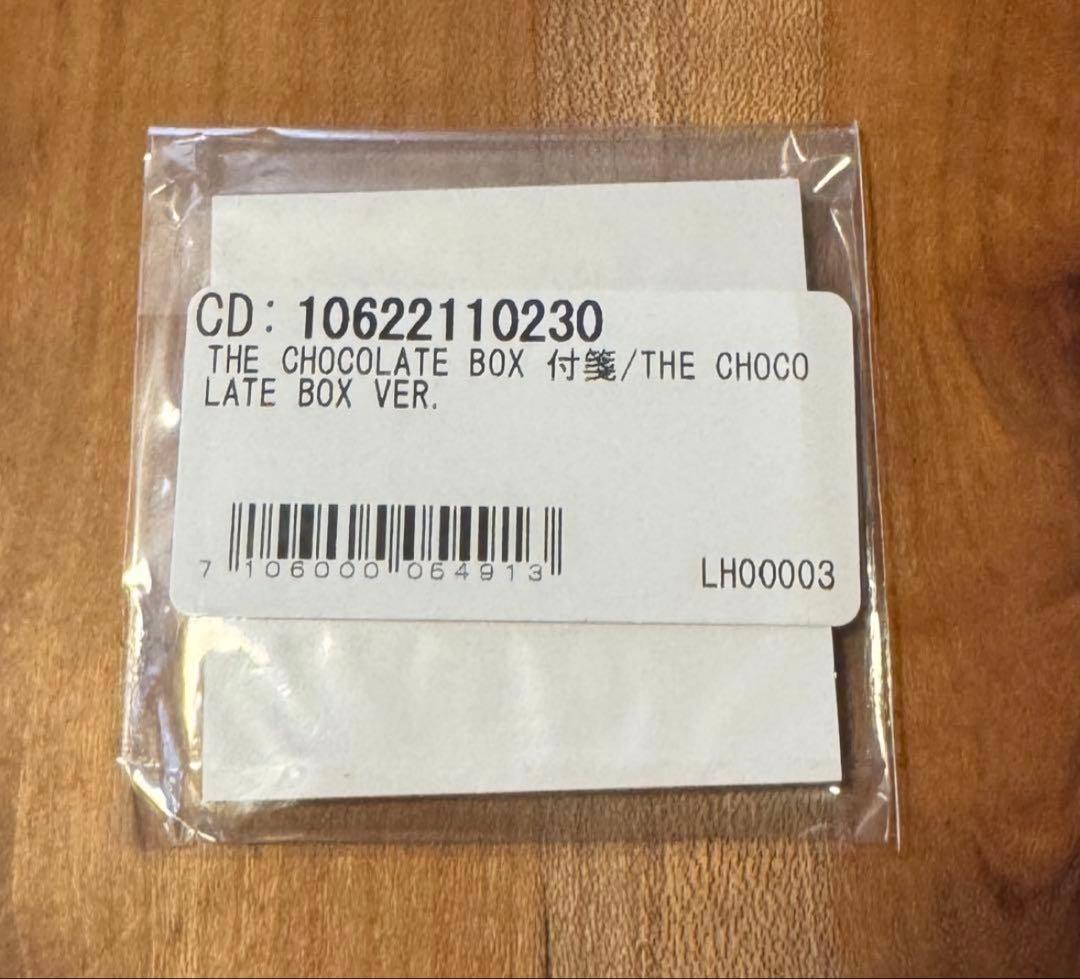 CD: 10622110230
THE CHOCOLATE BOX 付箋/THE CHOCO
LATE BOX VER.
7 106000 064913
LH00003